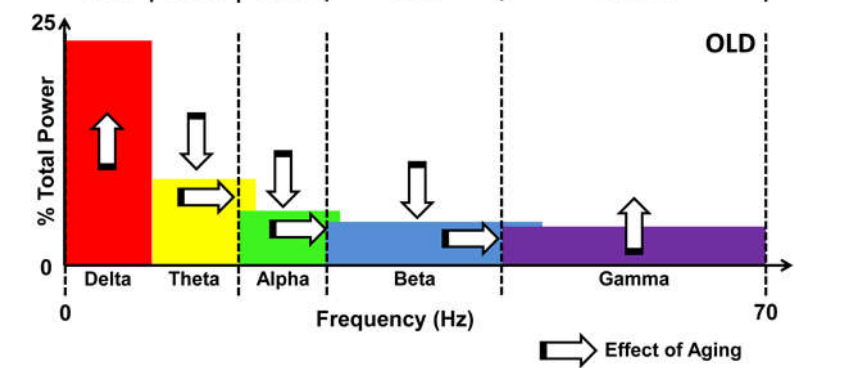 25
OLD
% Total Power
0
Delta Theta Alpha Beta Gamma
0 70
Frequency (Hz)
Effect of Aging